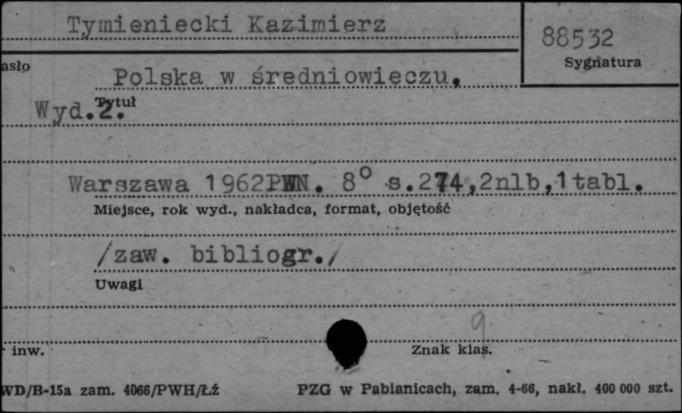 Tymieniecki Kazimierz
88532
Sygnatura
asło
Polska w średniowieczu.
Tytuł
Wyd.2.
Warszawa 1962PWN. 8° s.274,2nlb,1tabl.
Miejsce, rok wyd., nakładca, format, objętość
/zaw. bibliogr./
Uwagi
9
r inw.
Znak klas.
WD/B-15a zam. 4066/PWH/Łź
PZG w Pabianicach, zam. 4-66, nakł. 400 000 szt.